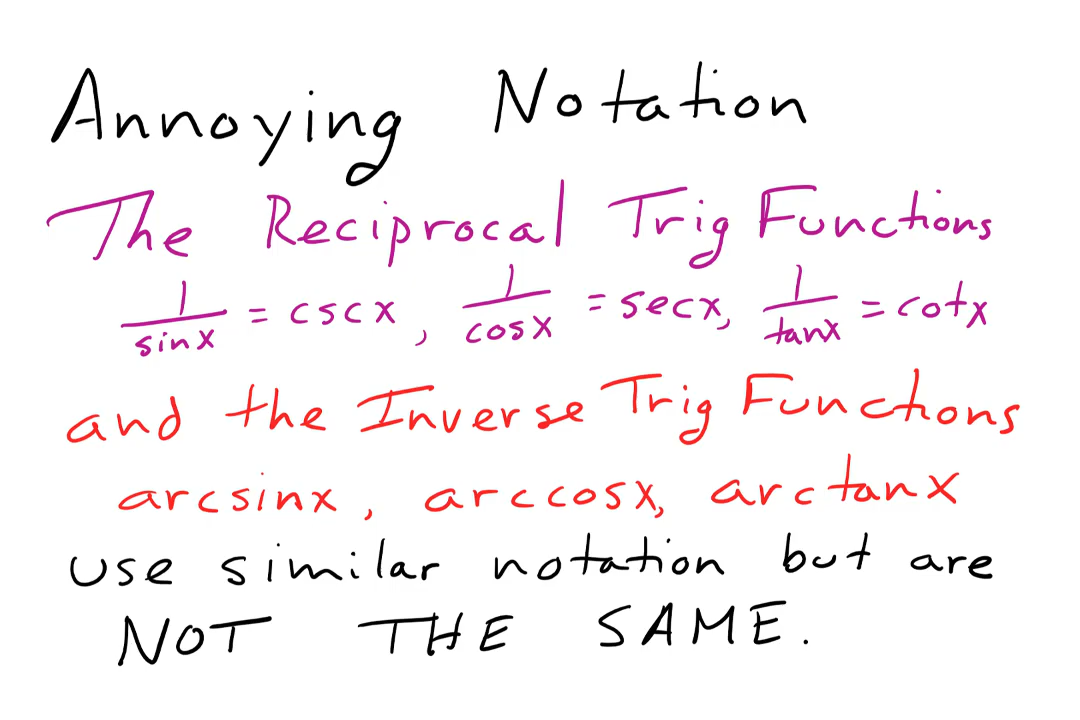 Annoying Notation
The Reciprocal Trig Functions
1/sinx = cscx, 1/cosx = secx, 1/tanx = cotx
and the Inverse Trig Functions
arcsinx, arccosx, arctanx
use similar notation but are
NOT THE SAME.